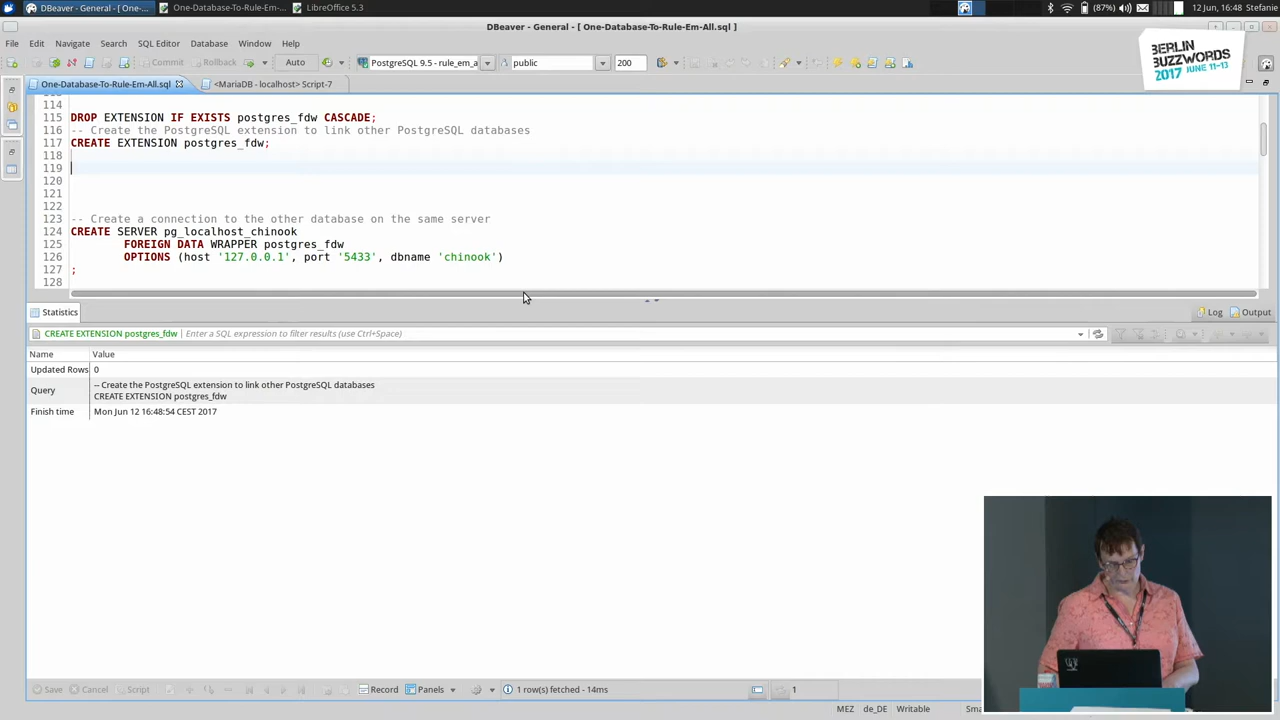 DBeaver - General - [ One-...
One-Database-To-Rule-Em-...
LibreOffice 5.3
(87%)
12 Jun, 16:48 Stefanie
DBeaver - General - [ One-Database-To-Rule-Em-All.sql ]
File Edit Navigate Search SQL Editor Database Window Help
Commit Rollback Auto PostgreSQL 9.5 - rule_em_a public 200
BERLIN
BUZZWORDS
2017 JUNE 11-13
One-Database-To-Rule-Em-All.sql <MariaDB - localhost> Script-7
114
115 DROP EXTENSION IF EXISTS postgres_fdw CASCADE;
116 -- Create the PostgreSQL extension to link other PostgreSQL databases
117 CREATE EXTENSION postgres_fdw;
118
119
120
121
122
123 -- Create a connection to the other database on the same server
124 CREATE SERVER pg_localhost_chinook
125 FOREIGN DATA WRAPPER postgres_fdw
126 OPTIONS (host '127.0.0.1', port '5433', dbname 'chinook')
127 ;
128
Statistics Log Output
CREATE EXTENSION postgres_fdw Enter a SQL expression to filter results (use Ctrl+Space)
Name Value
Updated Rows 0
Query -- Create the PostgreSQL extension to link other PostgreSQL databases
CREATE EXTENSION postgres_fdw
Finish time Mon Jun 12 16:48:54 CEST 2017
Save Cancel Script Record Panels 1 row(s) fetched - 14ms 1
MEZ de_DE Writable Sma